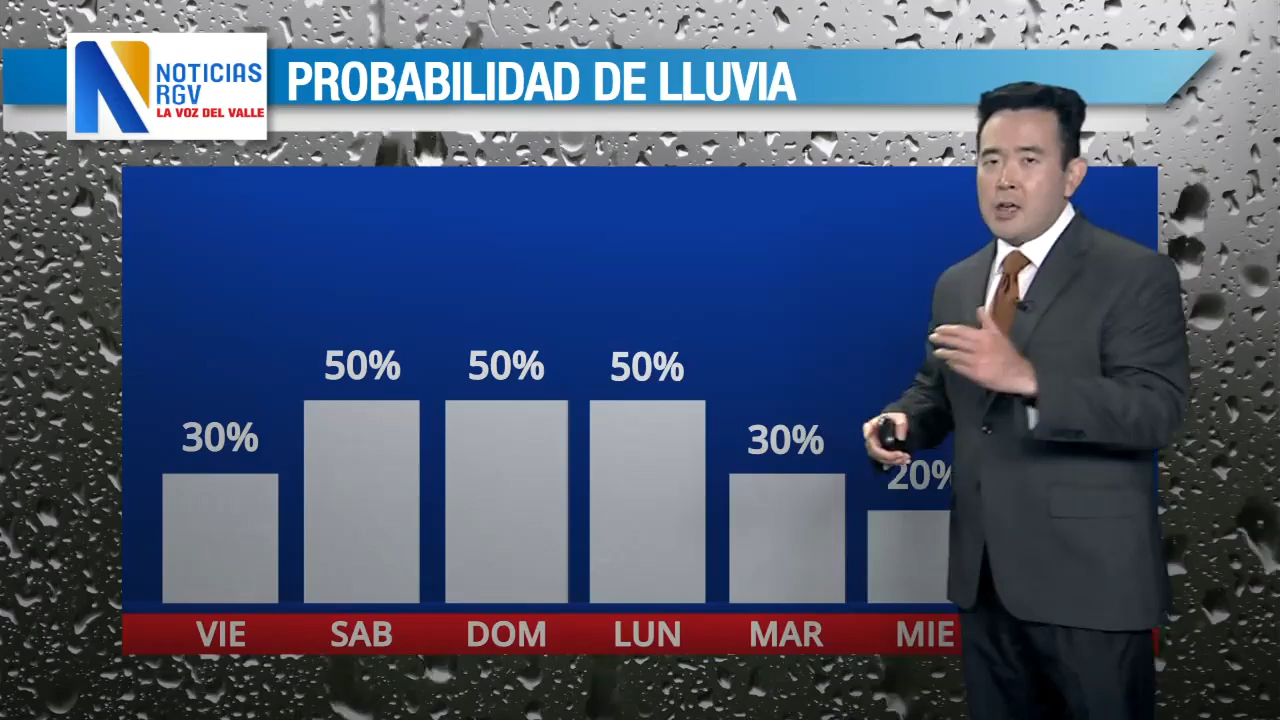 NOTICIAS
RGV
LA VOZ DEL VALLE
PROBABILIDAD DE LLUVIA
30% 50% 50% 50% 30% 20%
VIE SAB DOM LUN MAR MIE